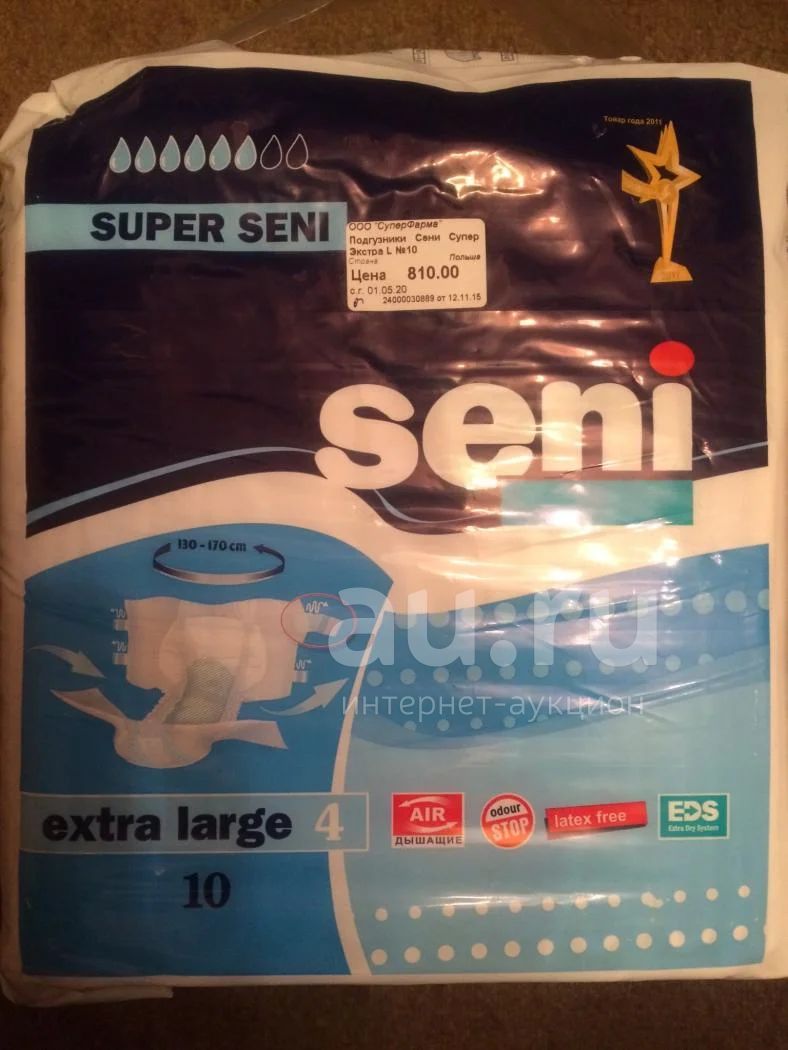 Товар года 2011
2011
SUPER SENI
ООО "СуперФарма"
Подгузники Сени Супер
Экстра L №10
Страна Польша
Цена 810.00
с.г. 01.05.20
24000030889 от 12.11.15
seni
130-170 cm
au.ru
интернет-аукцион
extra large 4
AIR
ДЫШАЩИЕ
odour
STOP
latex free
EDS
Extra Dry System
10